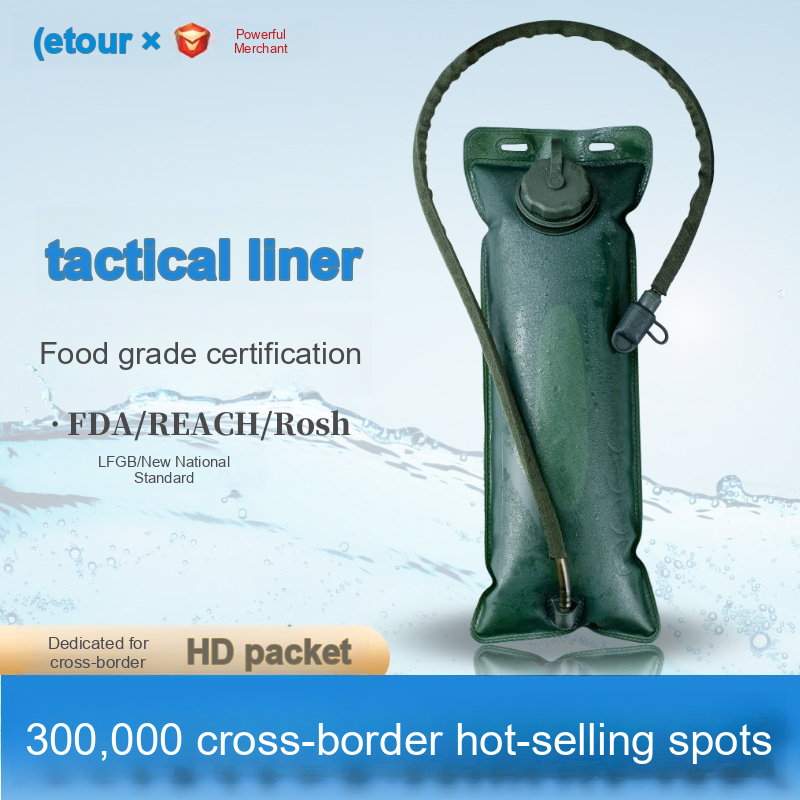 (etour ×
Powerful
Merchant
tactical liner
Food grade certification
· FDA/REACH/Rosh
LFGB/New National
Standard
Dedicated for
cross-border
HD packet
300,000 cross-border hot-selling spots